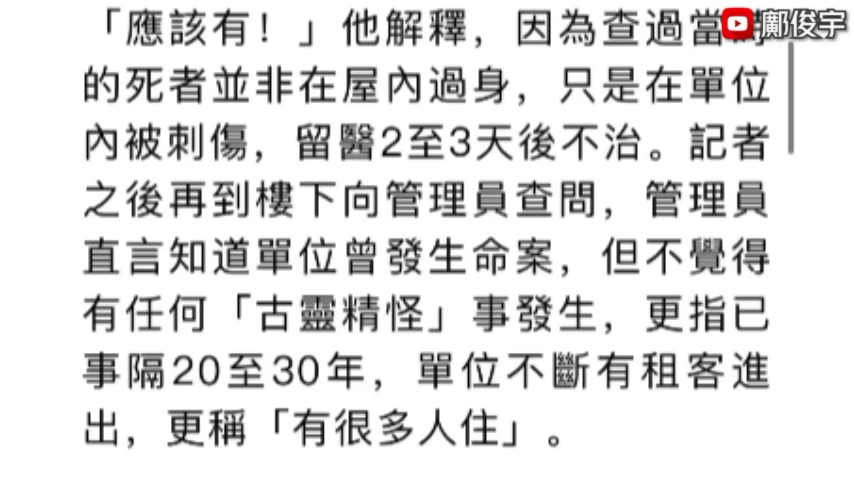 「應該有！」他解釋，因為查過當
的死者並非在屋內過身，只是在單位
內被刺傷，留醫2至3天後不治。記者
之後再到樓下向管理員查問，管理員
直言知道單位曾發生命案，但不覺得
有任何「古靈精怪」事發生，更指已
事隔20至30年，單位不斷有租客進
出，更稱「有很多人住」。
鄺俊宇